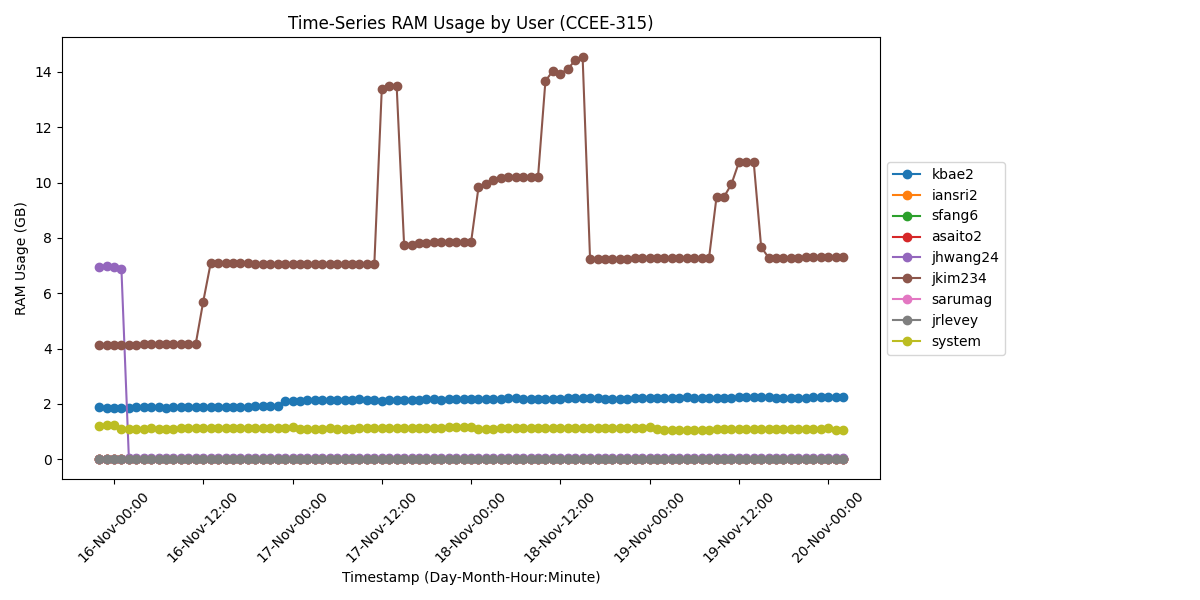 Time-Series RAM Usage by User (CCEE-315)
RAM Usage (GB)
14
12
10
8
6
4
2
0
16-Nov-00:00
16-Nov-12:00
17-Nov-00:00
17-Nov-12:00
18-Nov-00:00
18-Nov-12:00
19-Nov-00:00
19-Nov-12:00
20-Nov-00:00
Timestamp (Day-Month-Hour:Minute)
kbae2
iansri2
sfang6
asaito2
jhwang24
jkim234
sarumag
jrlevey
system